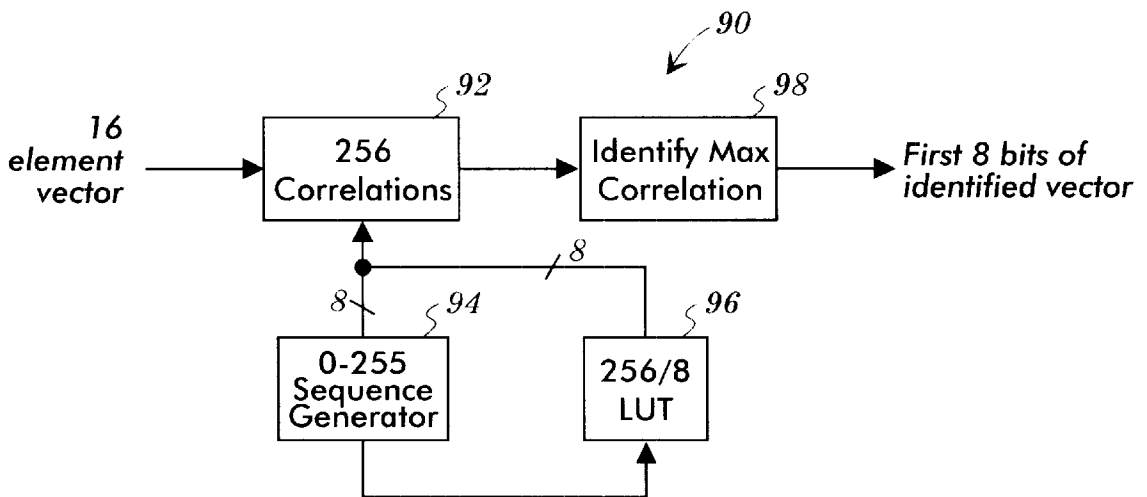 90
92
98
16
element
vector
256
Correlations
Identify Max
Correlation
First 8 bits of
identified vector
8
8
94
96
0-255
Sequence
Generator
256/8
LUT